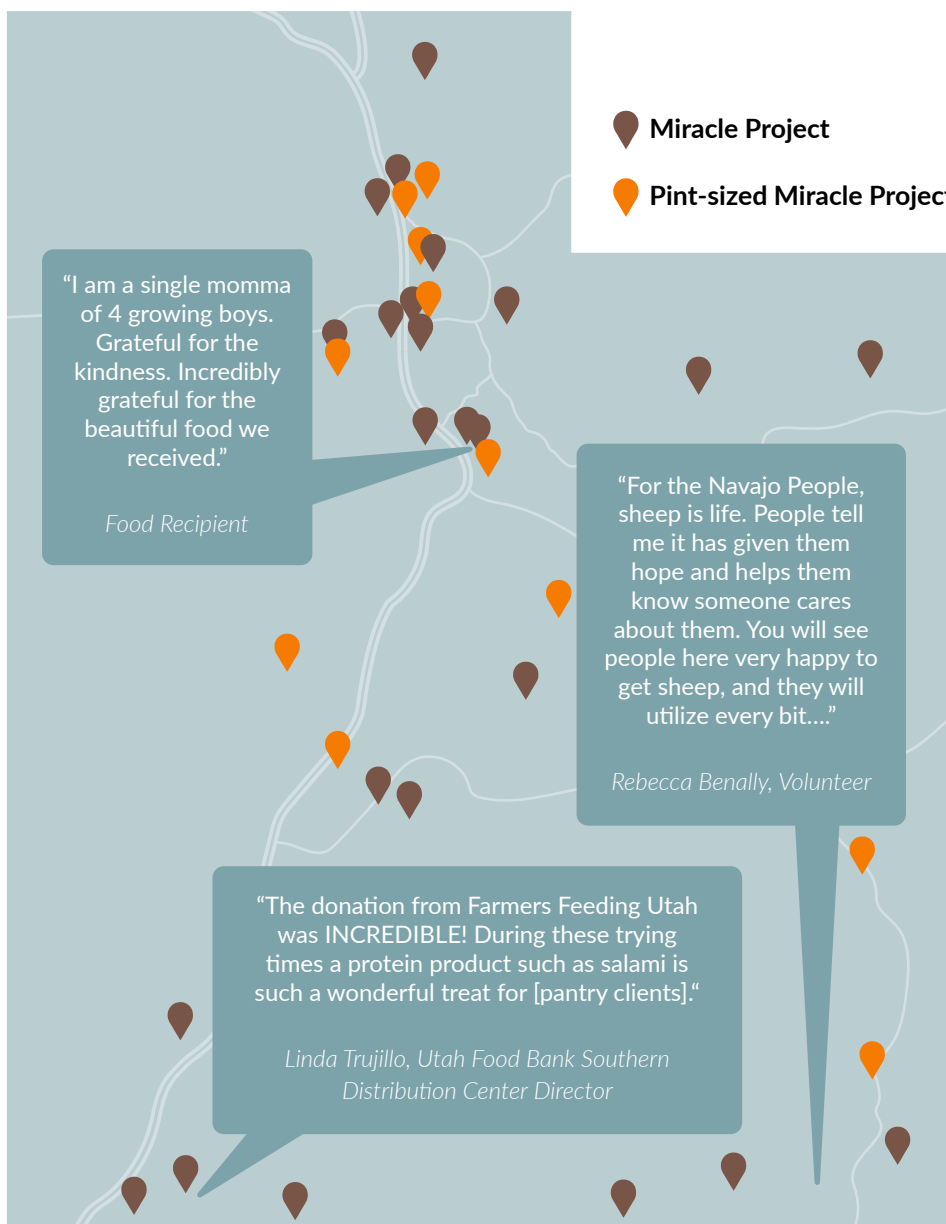 Miracle Project
Pint-sized Miracle Project
“I am a single momma
of 4 growing boys.
Grateful for the
kindness. Incredibly
grateful for the
beautiful food we
received.”
Food Recipient
“For the Navajo People,
sheep is life. People tell
me it has given them
hope and helps them
know someone cares
about them. You will see
people here very happy to
get sheep, and they will
utilize every bit....”
Rebecca Benally, Volunteer
“The donation from Farmers Feeding Utah
was INCREDIBLE! During these trying
times a protein product such as salami is
such a wonderful treat for [pantry clients].“
Linda Trujillo, Utah Food Bank Southern
Distribution Center Director